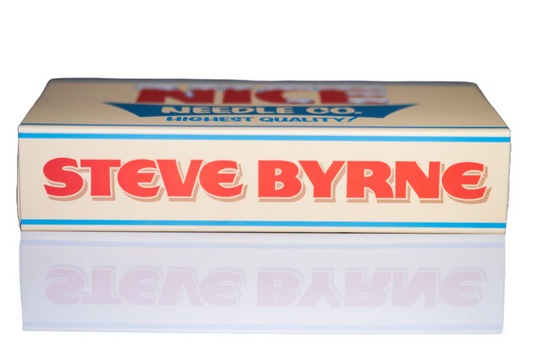 NICE
NEEDLE CO.
HIGHEST QUALITY!
STEVE BYRNE